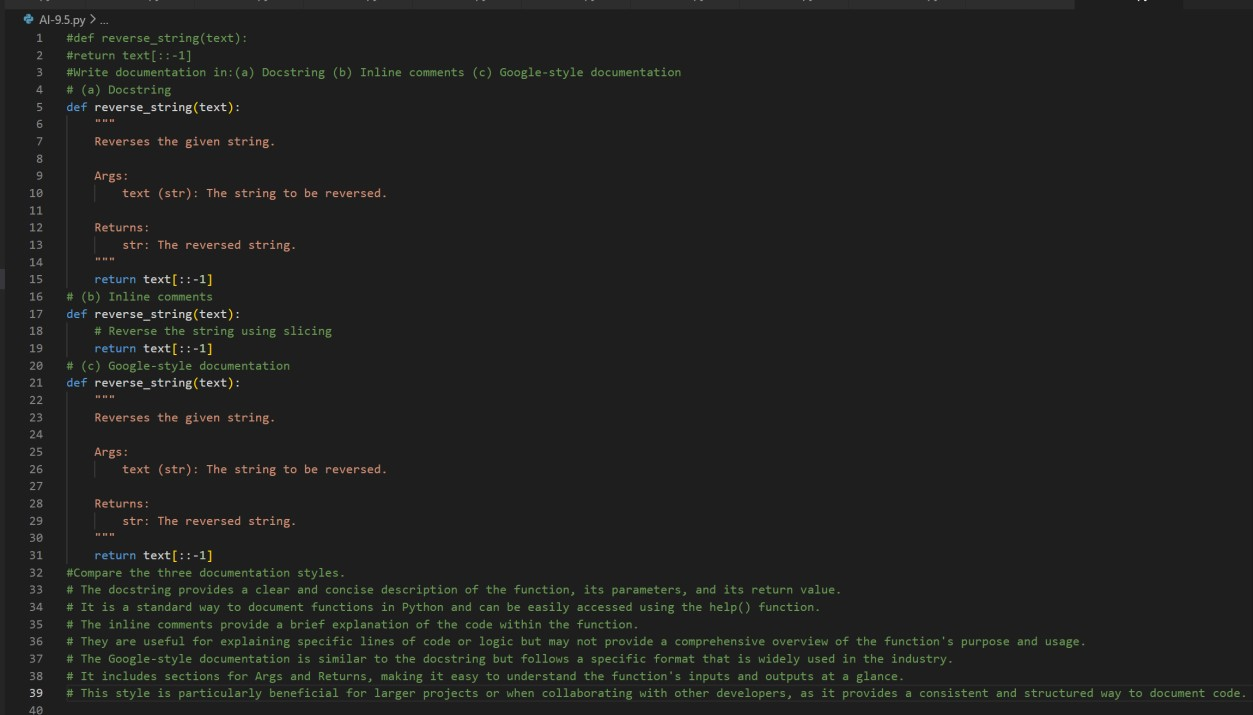 AI-9.5.py > ...
1 #def reverse_string(text):
2 #return text[::-1]
3 #Write documentation in:(a) Docstring (b) Inline comments (c) Google-style documentation
4 # (a) Docstring
5 def reverse_string(text):
6     """
7     Reverses the given string.
8
9     Args:
10         text (str): The string to be reversed.
11
12     Returns:
13         str: The reversed string.
14     """
15     return text[::-1]
16 # (b) Inline comments
17 def reverse_string(text):
18     # Reverse the string using slicing
19     return text[::-1]
20 # (c) Google-style documentation
21 def reverse_string(text):
22     """
23     Reverses the given string.
24
25     Args:
26         text (str): The string to be reversed.
27
28     Returns:
29         str: The reversed string.
30     """
31     return text[::-1]
32 #Compare the three documentation styles.
33 # The docstring provides a clear and concise description of the function, its parameters, and its return value.
34 # It is a standard way to document functions in Python and can be easily accessed using the help() function.
35 # The inline comments provide a brief explanation of the code within the function.
36 # They are useful for explaining specific lines of code or logic but may not provide a comprehensive overview of the function's purpose and usage.
37 # The Google-style documentation is similar to the docstring but follows a specific format that is widely used in the industry.
38 # It includes sections for Args and Returns, making it easy to understand the function's inputs and outputs at a glance.
39 # This style is particularly beneficial for larger projects or when collaborating with other developers, as it provides a consistent and structured way to document code.
40